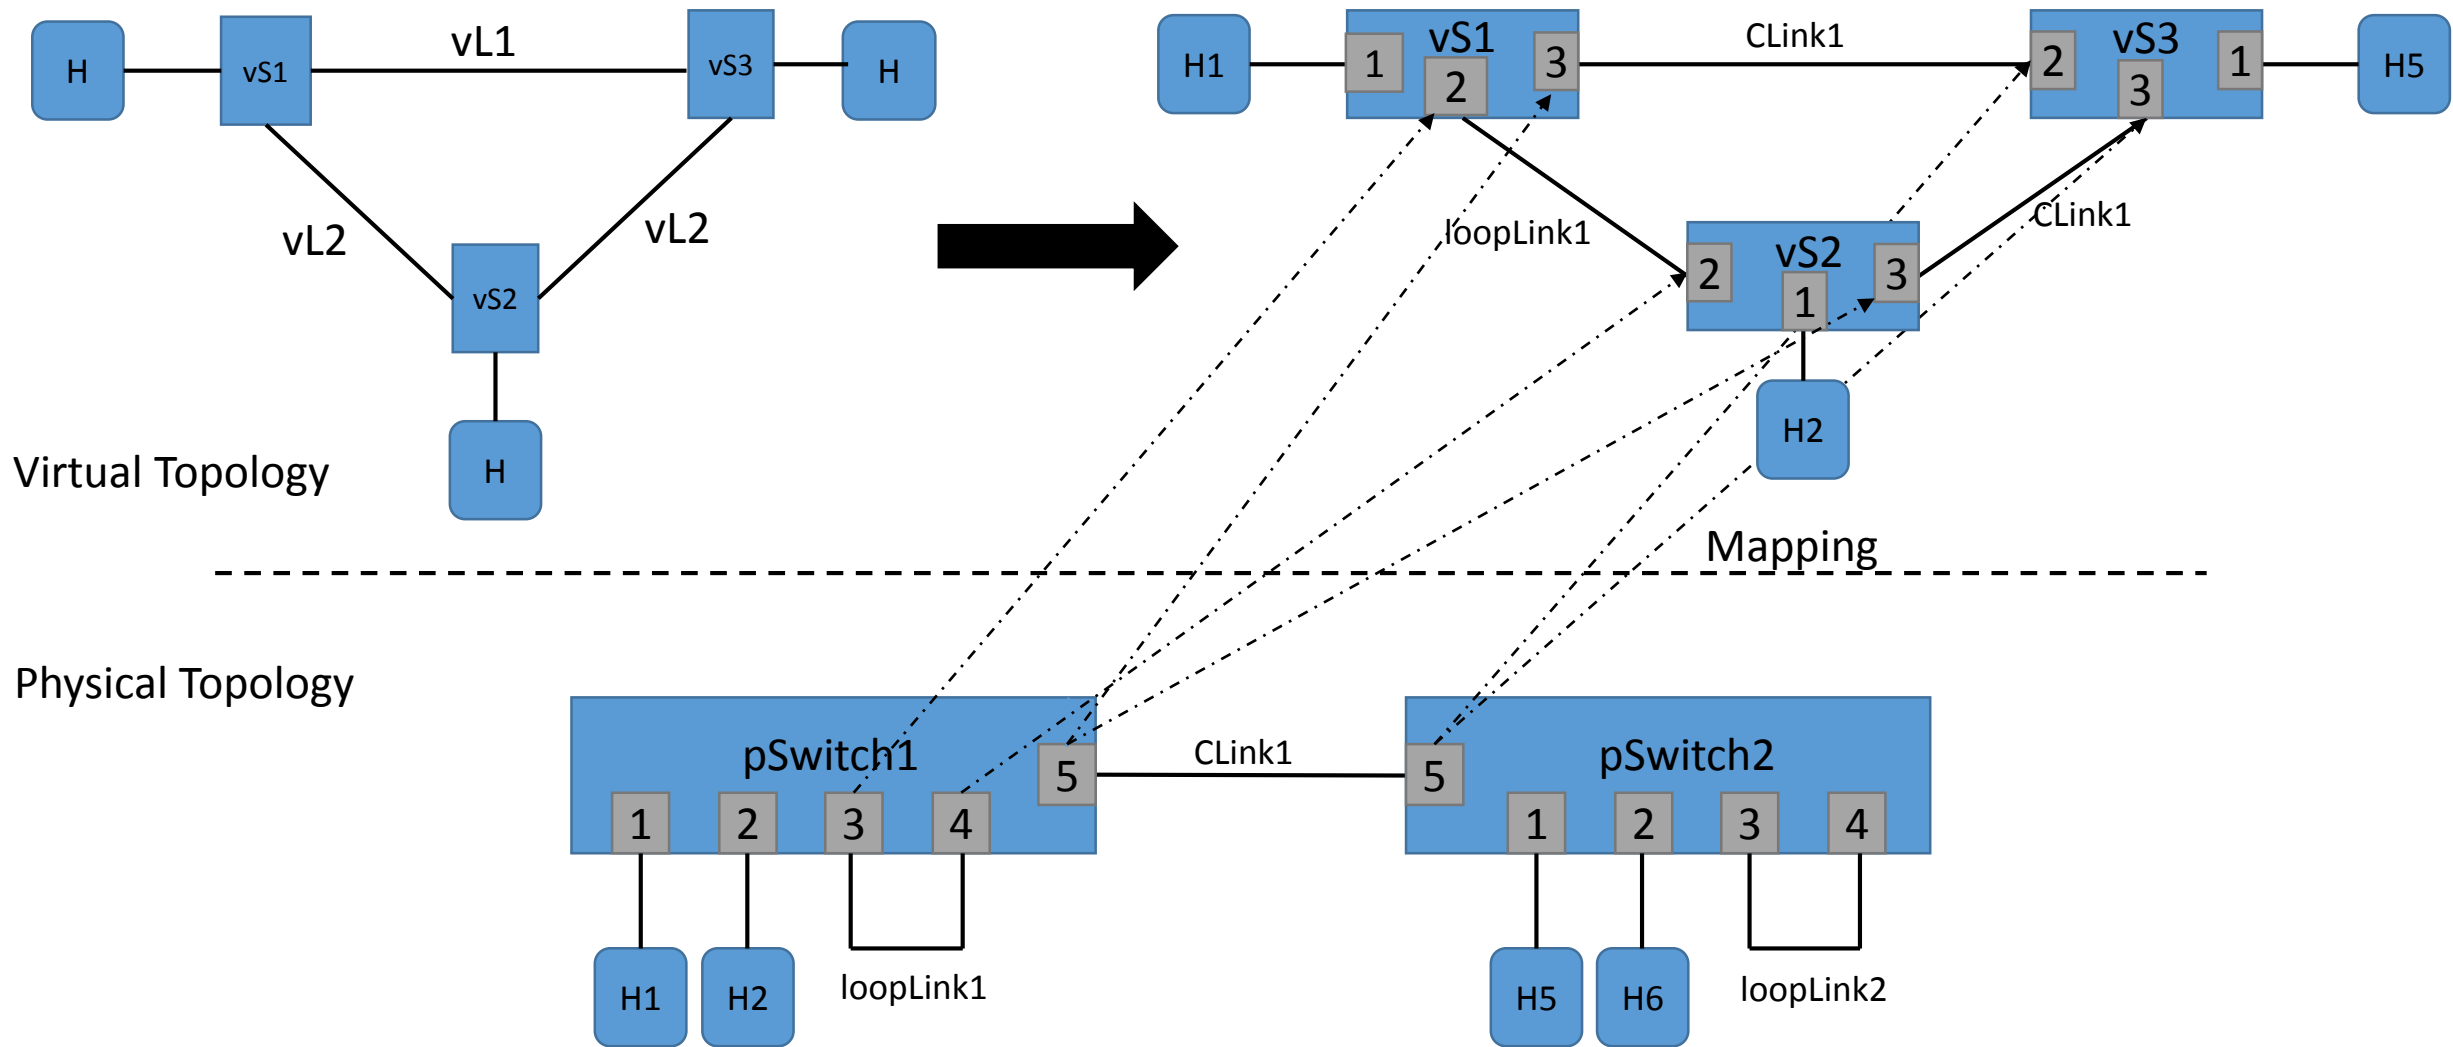 H
vS1
vL1
vS3
H
vL2
vL2
vS2
H
Virtual Topology
H1
1
vS1
2
3
CLink1
2
vS3
3
1
H5
loopLink1
CLink1
2
vS2
1
3
H2
Mapping
Physical Topology
pSwitch1
5
CLink1
5
pSwitch2
1
2
3
4
1
2
3
4
H1
H2
loopLink1
H5
H6
loopLink2